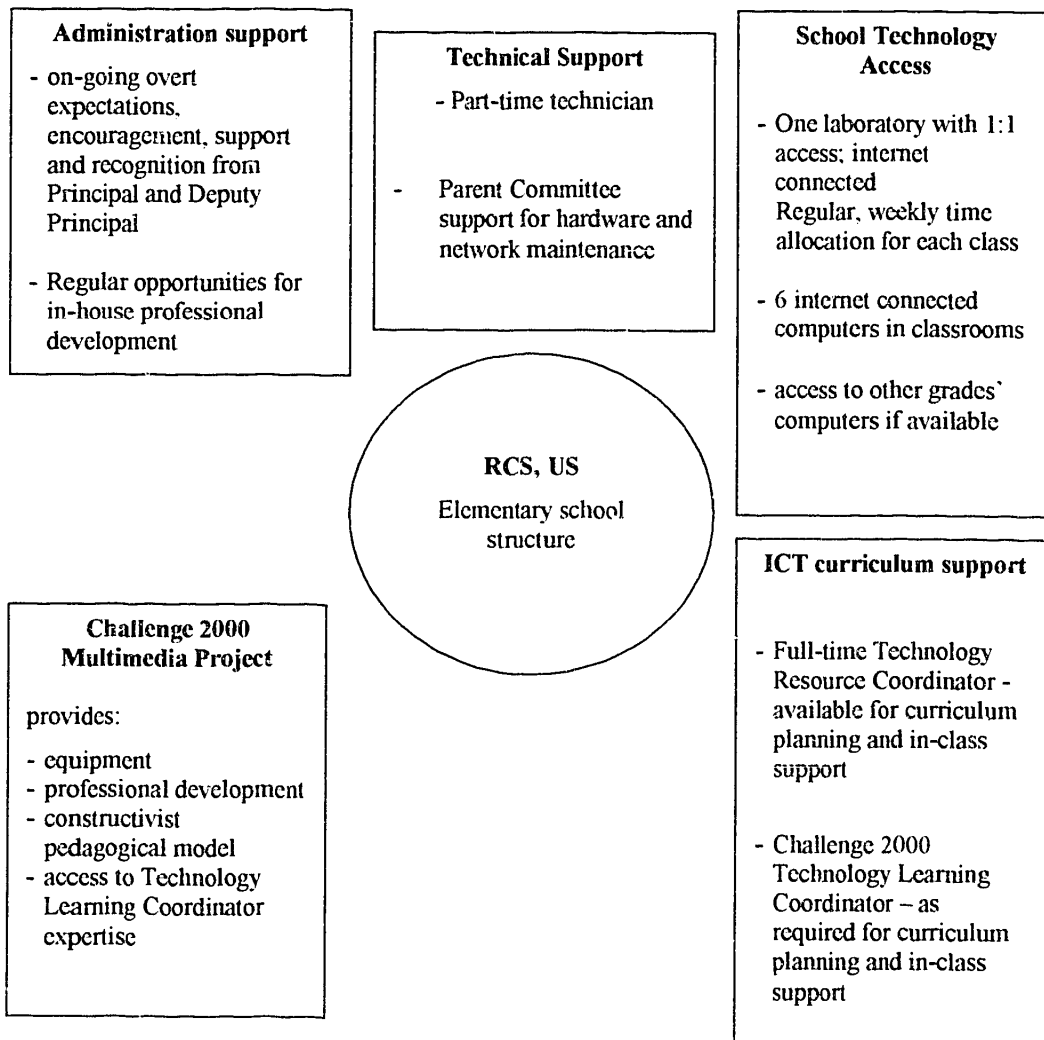 Administration support
- on-going overt
expectations,
encouragement, support
and recognition from
Principal and Deputy
Principal
- Regular opportunities for
in-house professional
development
Technical Support
- Part-time technician
- Parent Committee
support for hardware and
network maintenance
School Technology
Access
- One laboratory with 1:1
access; internet
connected
Regular, weekly time
allocation for each class
- 6 internet connected
computers in classrooms
- access to other grades'
computers if available
RCS, US
Elementary school
structure
Challenge 2000
Multimedia Project
provides:
- equipment
- professional development
- constructivist
pedagogical model
- access to Technology
Learning Coordinator
expertise
ICT curriculum support
- Full-time Technology
Resource Coordinator -
available for curriculum
planning and in-class
support
- Challenge 2000
Technology Learning
Coordinator – as
required for curriculum
planning and in-class
support